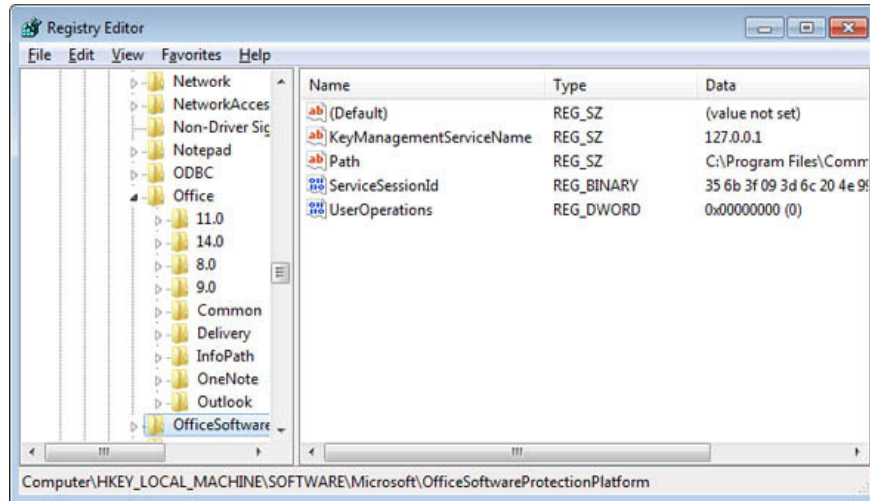 Registry Editor
File Edit View Favorites Help
Network
NetworkAcces
Non-Driver Sig
Notepad
ODBC
Office
11.0
14.0
8.0
9.0
Common
Delivery
InfoPath
OneNote
Outlook
OfficeSoftware
Name Type Data
(Default) REG_SZ (value not set)
KeyManagementServiceName REG_SZ 127.0.0.1
Path REG_SZ C:\Program Files\Comm
ServiceSessionId REG_BINARY 35 6b 3f 09 3d 6c 20 4e 99
UserOperations REG_DWORD 0x00000000 (0)
Computer\HKEY_LOCAL_MACHINE\SOFTWARE\Microsoft\OfficeSoftwareProtectionPlatform